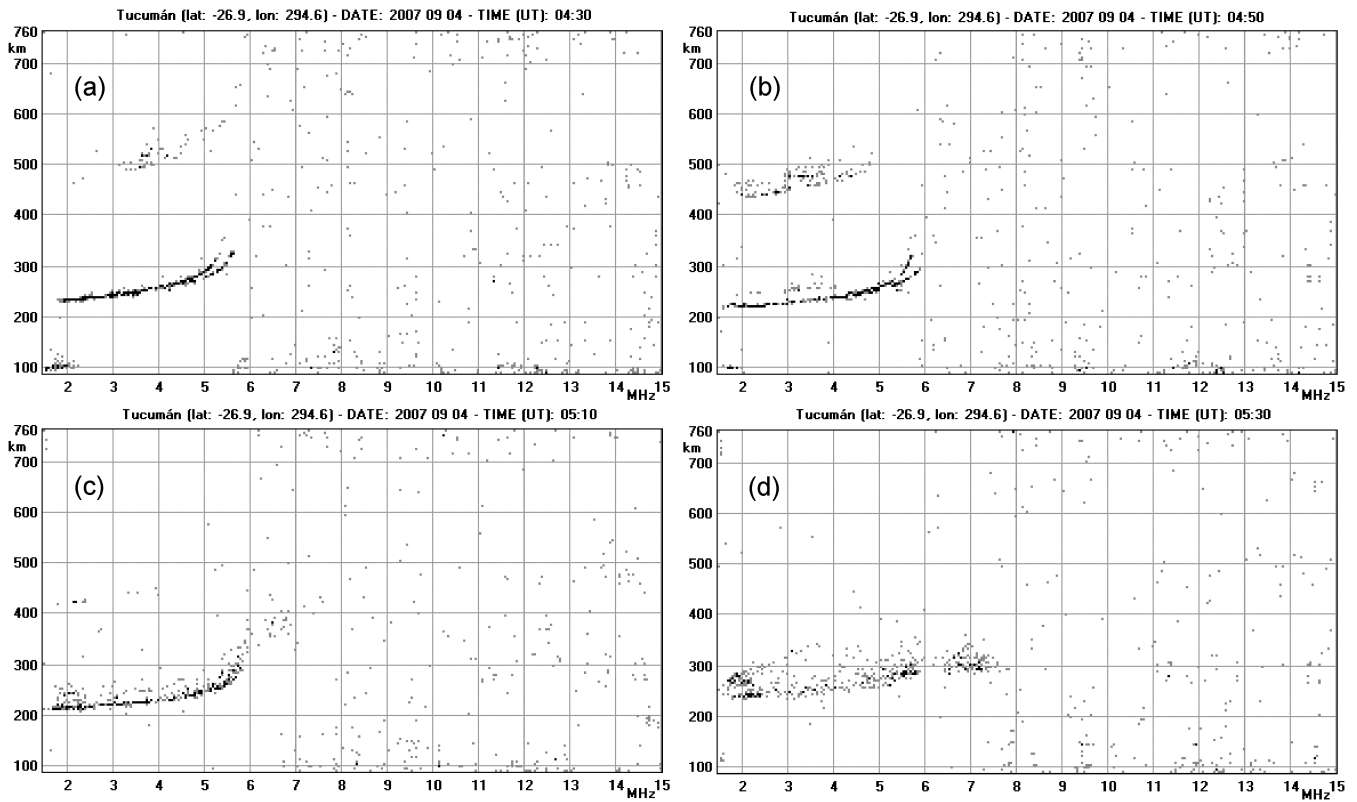 Tucumán (lat: -26.9, lon: 294.6) - DATE: 2007 09 04 - TIME (UT): 04:30
760
km
700
600
500
400
300
200
100
(a)
2 3 4 5 6 7 8 9 10 11 12 13 14 15
MHz
Tucumán (lat: -26.9, lon: 294.6) - DATE: 2007 09 04 - TIME (UT): 04:50
760
km
700
600
500
400
300
200
100
(b)
2 3 4 5 6 7 8 9 10 11 12 13 14 15
MHz
Tucumán (lat: -26.9, lon: 294.6) - DATE: 2007 09 04 - TIME (UT): 05:10
760
km
700
600
500
400
300
200
100
(c)
2 3 4 5 6 7 8 9 10 11 12 13 14 15
MHz
Tucumán (lat: -26.9, lon: 294.6) - DATE: 2007 09 04 - TIME (UT): 05:30
760
km
700
600
500
400
300
200
100
(d)
2 3 4 5 6 7 8 9 10 11 12 13 14 15
MHz